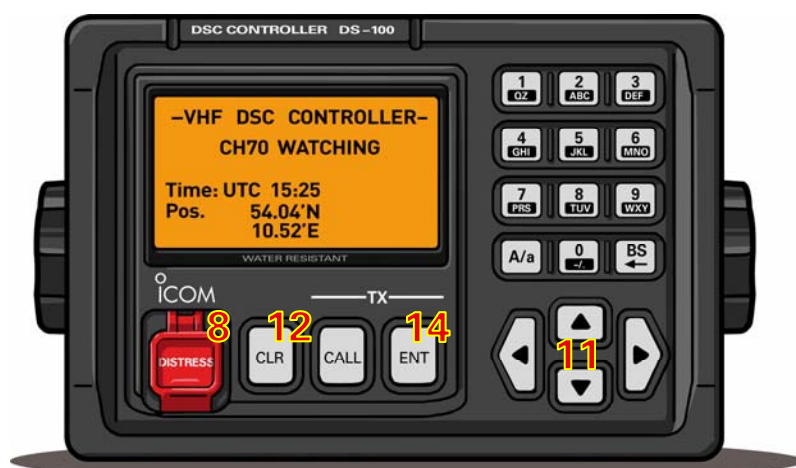 DSC CONTROLLER DS-100
-VHF DSC CONTROLLER-
CH70 WATCHING
Time: UTC 15:25
Pos. 54.04'N
10.52'E
WATER RESISTANT
ICOM
TX
8
DISTRESS
12
CLR
CALL
14
ENT
1
QZ
2
ABC
3
DEF
4
GHI
5
JKL
6
MNO
7
PRS
8
TUV
9
WXY
A/a
0
-/.
BS
←
◀
▲
11
▼
▶